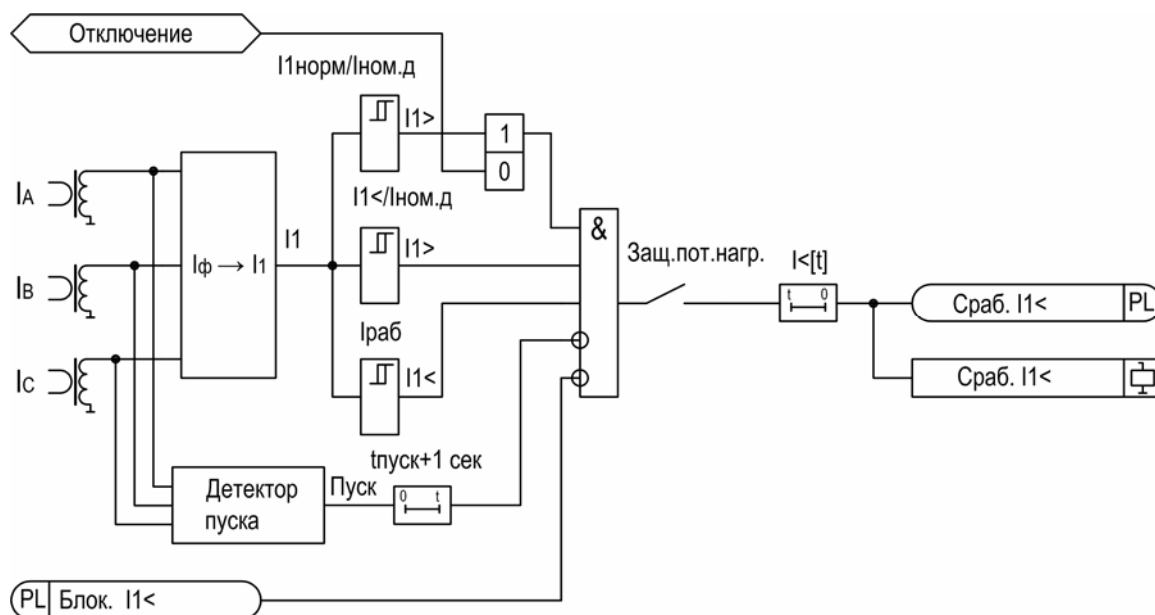 Отключение
I1норм/Iном.д
I1>
1
0
IA
I1</Iном.д
I1
I1>
&
Защ.пот.нагр.
I<[t]
IB
Iф → I1
t 0
Сраб. I1<
PL
Iраб
IC
I1<
Сраб. I1<
tпуск+1 сек
Детектор
пуска
Пуск
0 t
PL
Блок. I1<